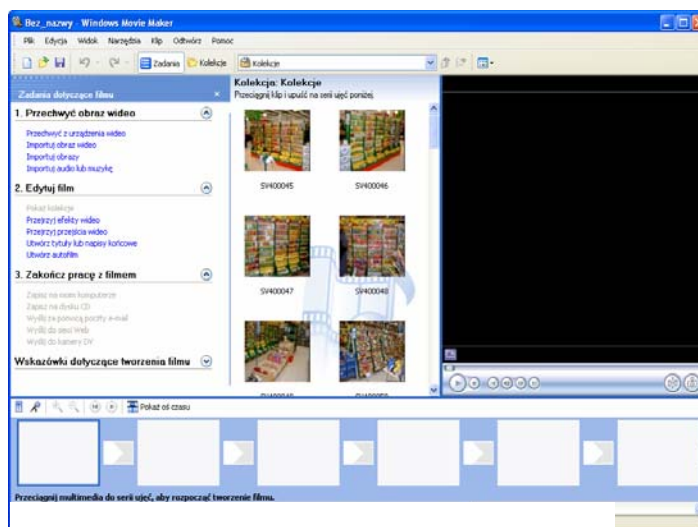 Bez_nazwy - Windows Movie Maker
Plik Edycja Widok Narzędzia Klip Odtwórz Pomoc
Zadania Kolekcje Kolekcje
Zadania dotyczące filmu
1. Przechwyć obraz wideo
Przechwyć z urządzenia wideo
Importuj obraz wideo
Importuj obrazy
Importuj audio lub muzykę
2. Edytuj film
Pokaż kolekcje
Przejrzyj efekty wideo
Przejrzyj przejścia wideo
Utwórz tytuły lub napisy końcowe
Utwórz autofilm
3. Zakończ pracę z filmem
Zapisz na moim komputerze
Zapisz na dysku CD
Wyślij za pomocą poczty e-mail
Wyślij do sieci Web
Wyślij do kamery DV
Wskazówki dotyczące tworzenia filmu
Kolekcja: Kolekcje
Przeciągnij klip i upuść na serii ujęć poniżej.
SV400045 SV400046
SV400047 SV400048
Pokaż oś czasu
Przeciągnij multimedia do serii ujęć, aby rozpocząć tworzenie filmu.